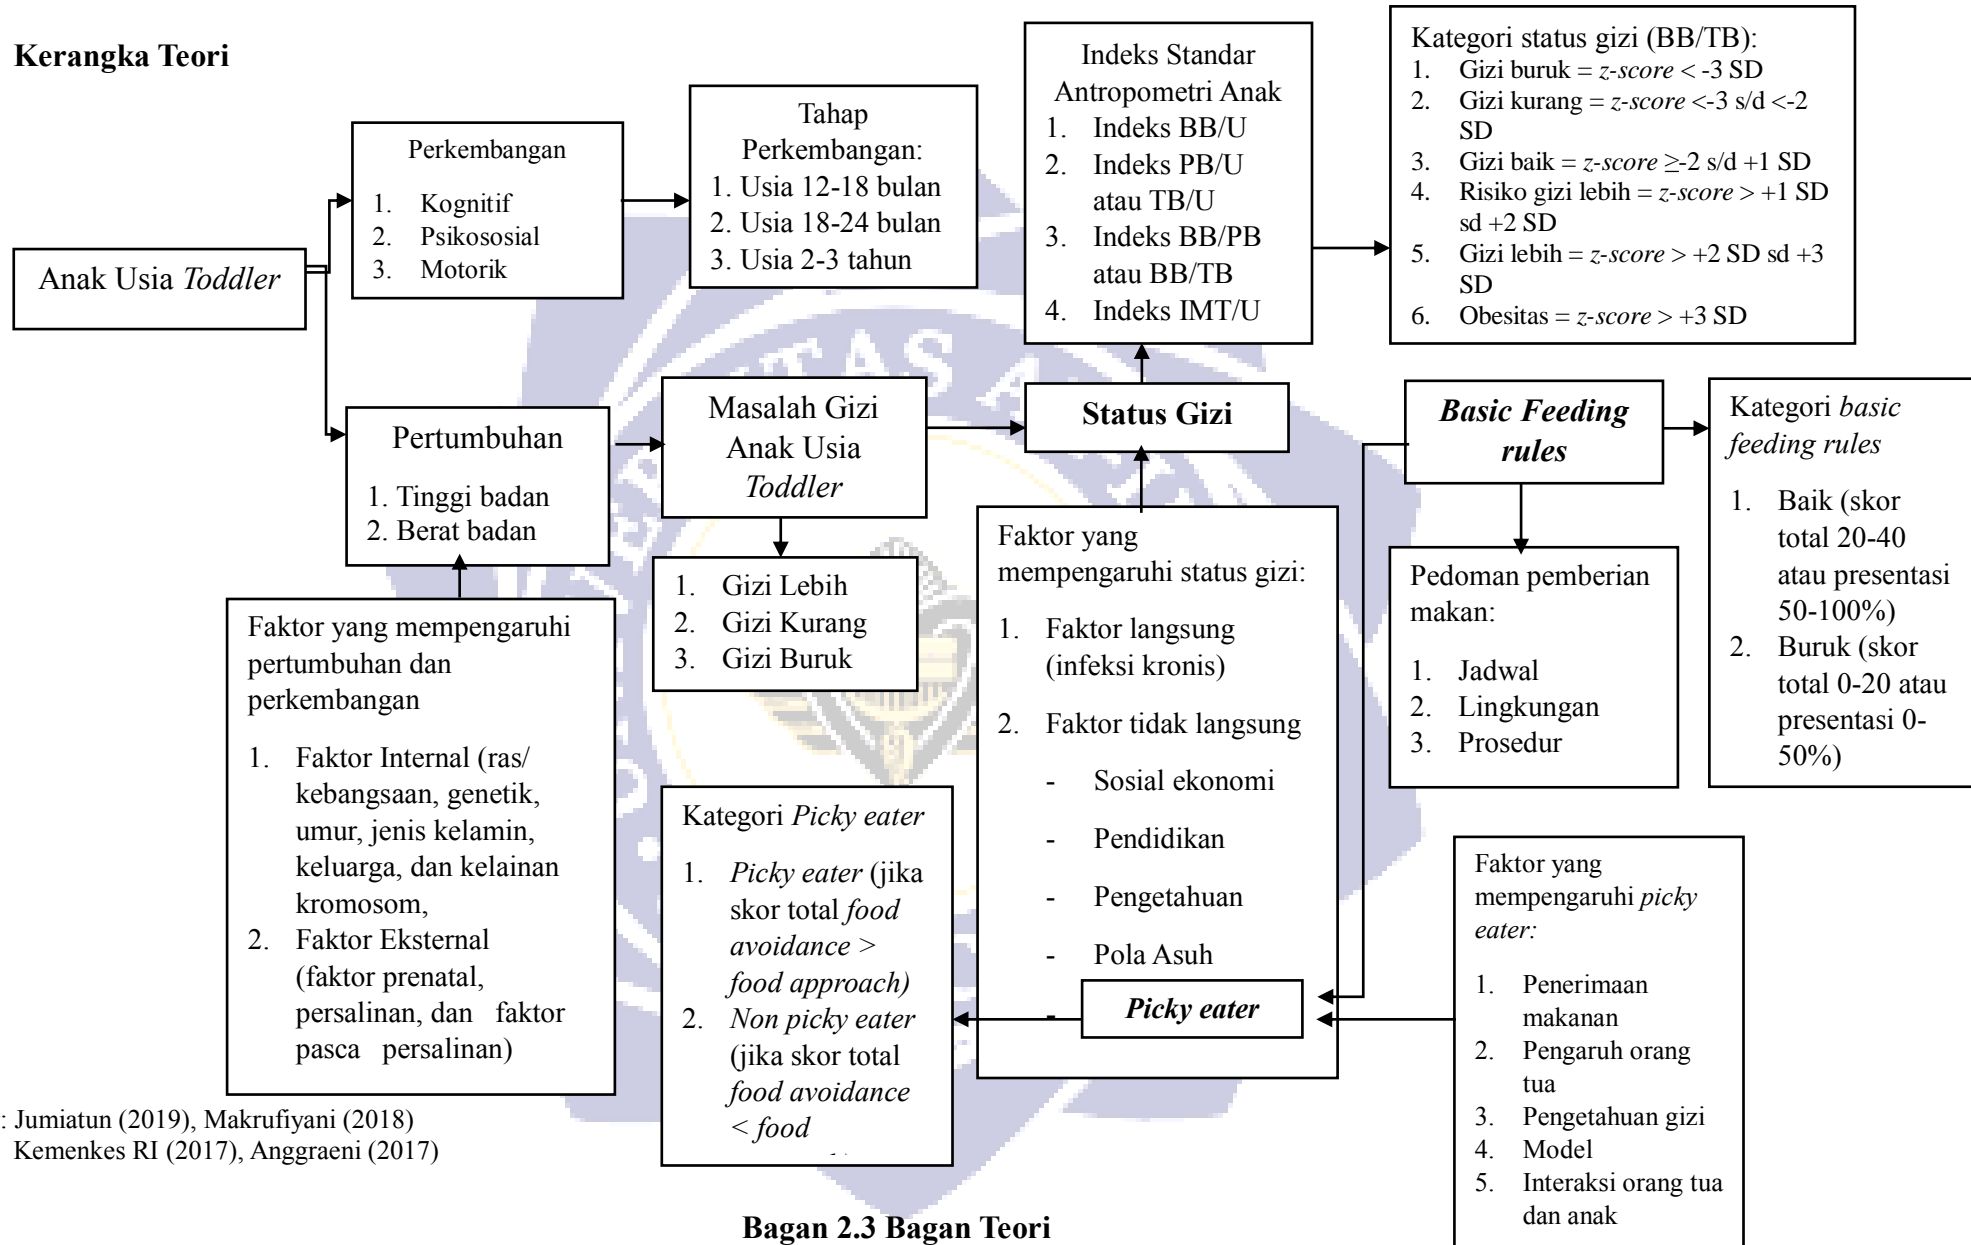 Kerangka Teori
Anak Usia Toddler
Perkembangan
1. Kognitif
2. Psikososial
3. Motorik
Tahap
Perkembangan:
1. Usia 12-18 bulan
2. Usia 18-24 bulan
3. Usia 2-3 tahun
Indeks Standar
Antropometri Anak
1. Indeks BB/U
2. Indeks PB/U
atau TB/U
3. Indeks BB/PB
atau BB/TB
4. Indeks IMT/U
Kategori status gizi (BB/TB):
1. Gizi buruk = z-score < -3 SD
2. Gizi kurang = z-score <-3 s/d <-2
SD
3. Gizi baik = z-score ≥-2 s/d +1 SD
4. Risiko gizi lebih = z-score > +1 SD
sd +2 SD
5. Gizi lebih = z-score > +2 SD sd +3
SD
6. Obesitas = z-score > +3 SD
Pertumbuhan
1. Tinggi badan
2. Berat badan
Masalah Gizi
Anak Usia
Toddler
Status Gizi
Basic Feeding
rules
Kategori basic
feeding rules
1. Baik (skor
total 20-40
atau presentasi
50-100%)
2. Buruk (skor
total 0-20 atau
presentasi 0-
50%)
1. Gizi Lebih
2. Gizi Kurang
3. Gizi Buruk
Faktor yang
mempengaruhi status gizi:
1. Faktor langsung
(infeksi kronis)
2. Faktor tidak langsung
- Sosial ekonomi
- Pendidikan
- Pengetahuan
- Pola Asuh
- Picky eater
Pedoman pemberian
makan:
1. Jadwal
2. Lingkungan
3. Prosedur
Faktor yang mempengaruhi
pertumbuhan dan
perkembangan
1. Faktor Internal (ras/
kebangsaan, genetik,
umur, jenis kelamin,
keluarga, dan kelainan
kromosom,
2. Faktor Eksternal
(faktor prenatal,
persalinan, dan faktor
pasca persalinan)
Kategori Picky eater
1. Picky eater (jika
skor total food
avoidance >
food approach)
2. Non picky eater
(jika skor total
food avoidance
< food
Faktor yang
mempengaruhi picky
eater:
1. Penerimaan
makanan
2. Pengaruh orang
tua
3. Pengetahuan gizi
4. Model
5. Interaksi orang tua
dan anak
: Jumiatun (2019), Makrufiyani (2018)
Kemenkes RI (2017), Anggraeni (2017)
Bagan 2.3 Bagan Teori